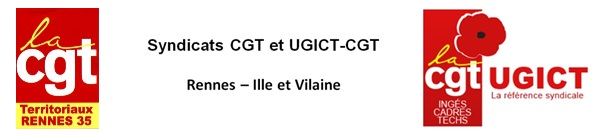 la
cgt
Territoriaux
RENNES 35
Syndicats CGT et UGICT-CGT
Rennes – Ille et Vilaine
la
cgt UGICT
La référence syndicale
INGÉS
CADRES
TECHS